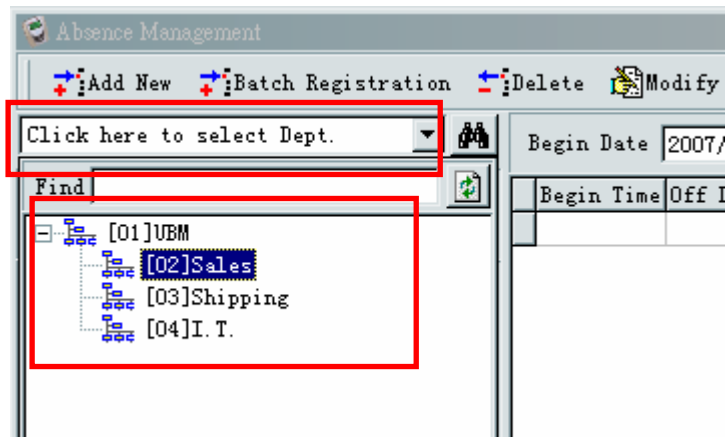 Absence Management
Add New Batch Registration Delete Modify
Click here to select Dept.
Begin Date 2007/
Find
Begin Time Off
[01]UBM
[02]Sales
[03]Shipping
[04]I.T.